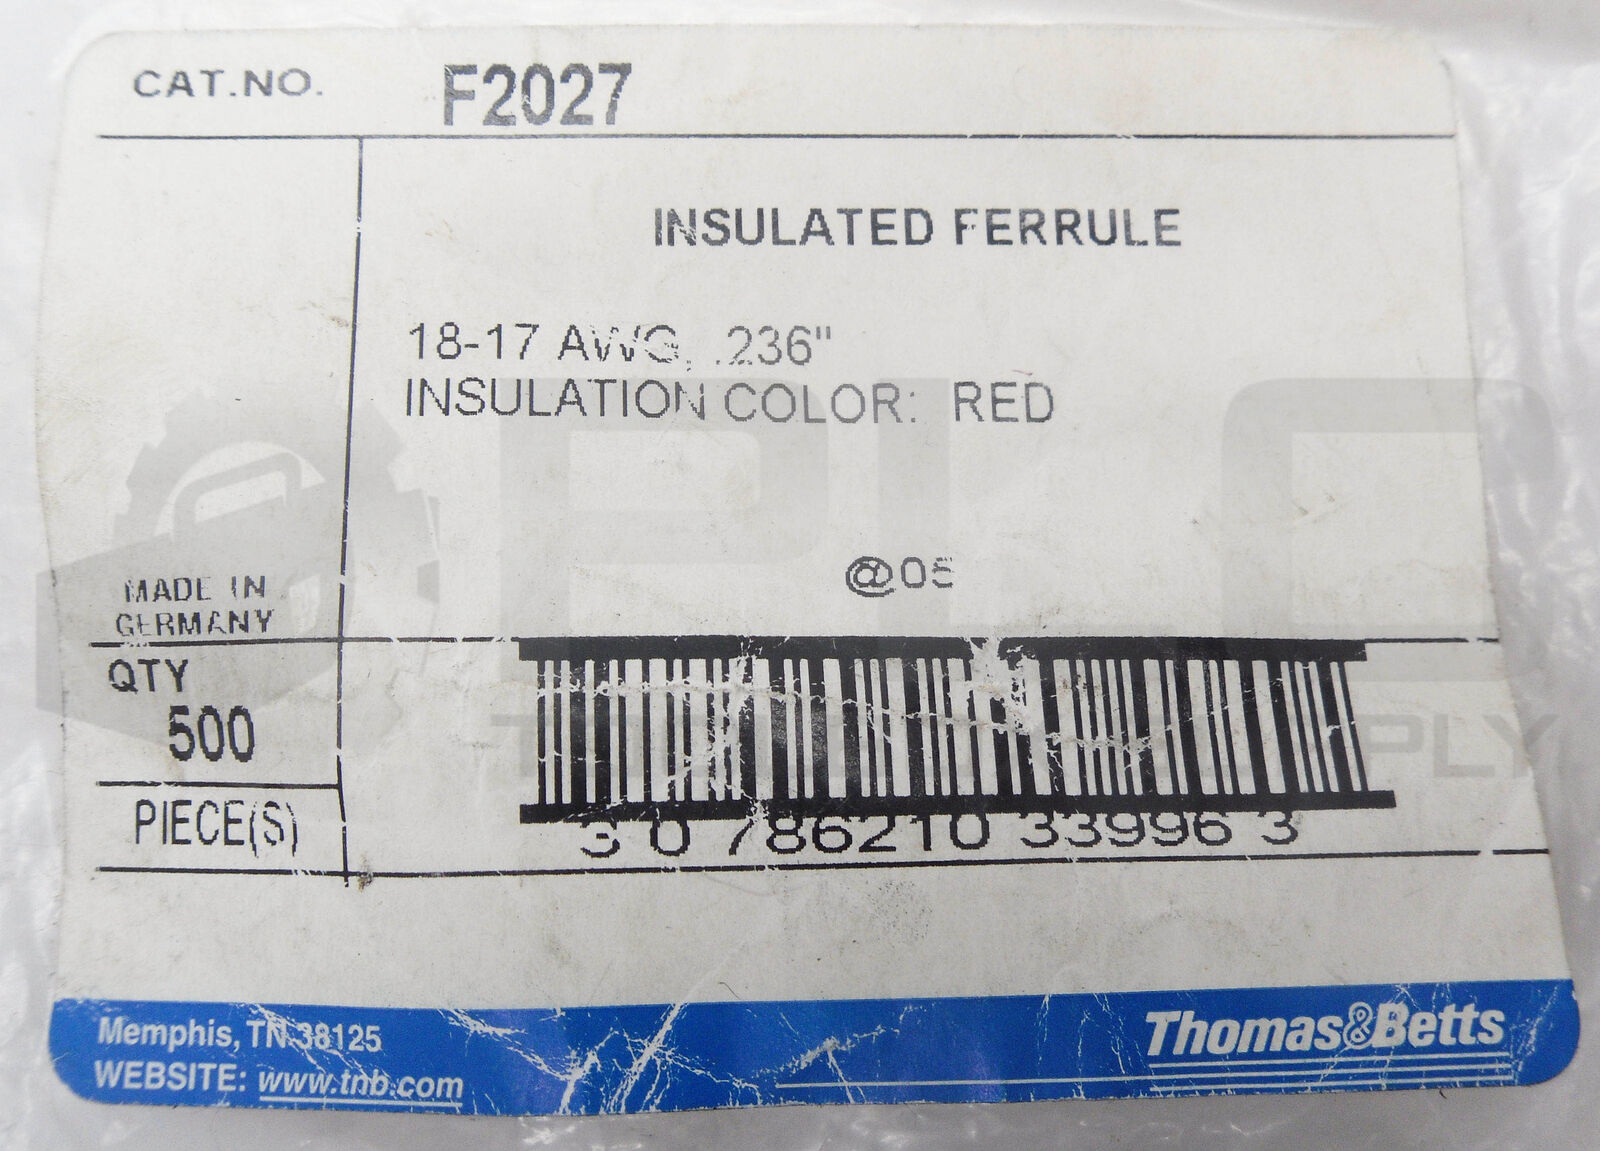 CAT.NO. F2027
INSULATED FERRULE
18-17 AWG, .236"
INSULATION COLOR: RED
@05
MADE IN
GERMANY
QTY
500
PIECE(S)
3 0 786210 33996 3
Memphis, TN 38125
WEBSITE: www.tnb.com
Thomas&Betts
PLC